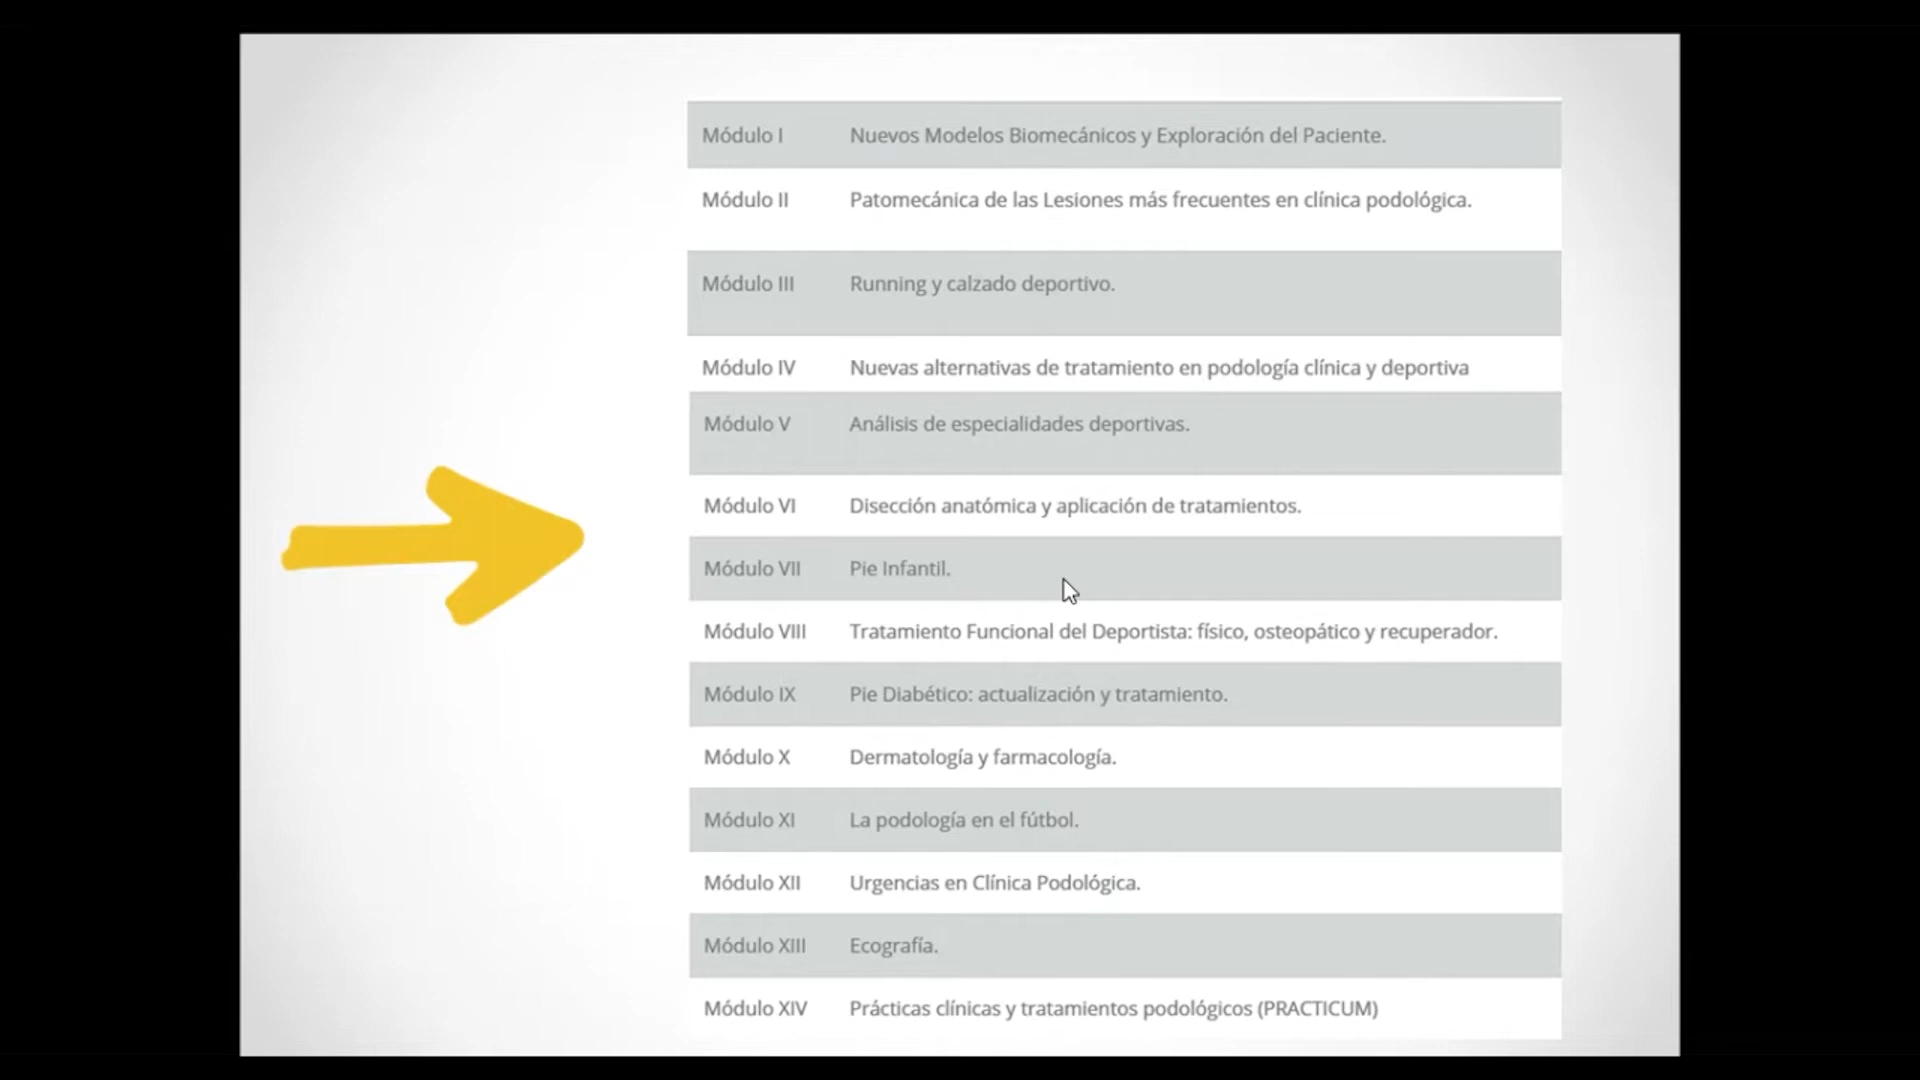 Módulo I Nuevos Modelos Biomecánicos y Exploración del Paciente.
Módulo II Patomecánica de las Lesiones más frecuentes en clínica podológica.
Módulo III Running y calzado deportivo.
Módulo IV Nuevas alternativas de tratamiento en podología clínica y deportiva
Módulo V Análisis de especialidades deportivas.
Módulo VI Disección anatómica y aplicación de tratamientos.
Módulo VII Pie Infantil.
Módulo VIII Tratamiento Funcional del Deportista: físico, osteopático y recuperador.
Módulo IX Pie Diabético: actualización y tratamiento.
Módulo X Dermatología y farmacología.
Módulo XI La podología en el fútbol.
Módulo XII Urgencias en Clínica Podológica.
Módulo XIII Ecografía.
Módulo XIV Prácticas clínicas y tratamientos podológicos (PRACTICUM)